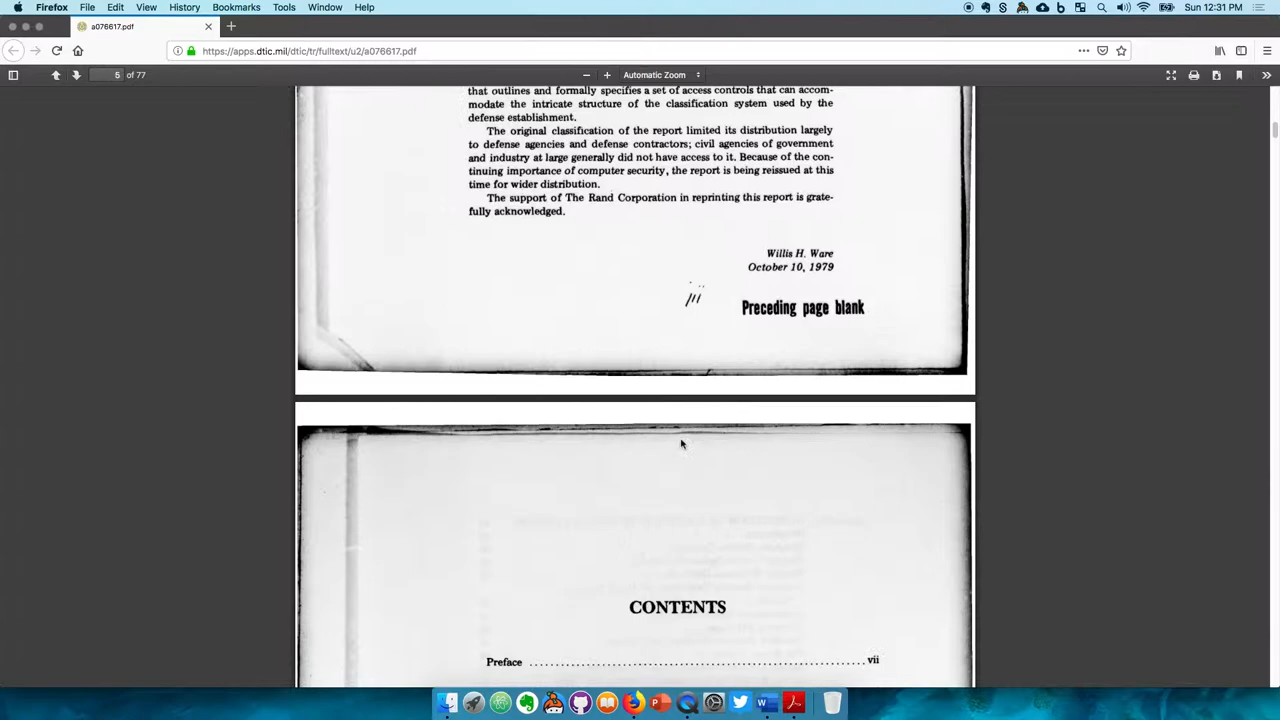 Firefox File Edit View History Bookmarks Tools Window Help Sun 12:31 PM
a076617.pdf
https://apps.dtic.mil/dtic/tr/fulltext/u2/a076617.pdf
5 of 77 Automatic Zoom
that outlines and formally specifies a set of access controls that can accom-
modate the intricate structure of the classification system used by the
defense establishment.
The original classification of the report limited its distribution largely
to defense agencies and defense contractors; civil agencies of government
and industry at large generally did not have access to it. Because of the con-
tinuing importance of computer security, the report is being reissued at this
time for wider distribution.
The support of The Rand Corporation in reprinting this report is grate-
fully acknowledged.
Willis H. Ware
October 10, 1979
iii
Preceding page blank
CONTENTS
Preface ........................................................ vii